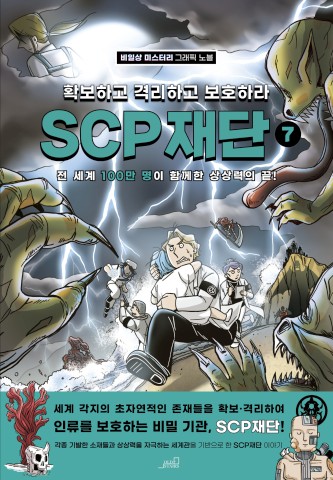 비일상 미스터리 그래픽 노블
확보하고 격리하고 보호하라
SCP 재단 7
전 세계 100만 명이 함께한 상상력의 끝!
세계 각지의 초자연적인 존재들을 확보·격리하여
인류를 보호하는 비밀 기관, SCP재단!
각종 기발한 소재들과 상상력을 자극하는 세계관을 기반으로 한 SCP재단 이야기